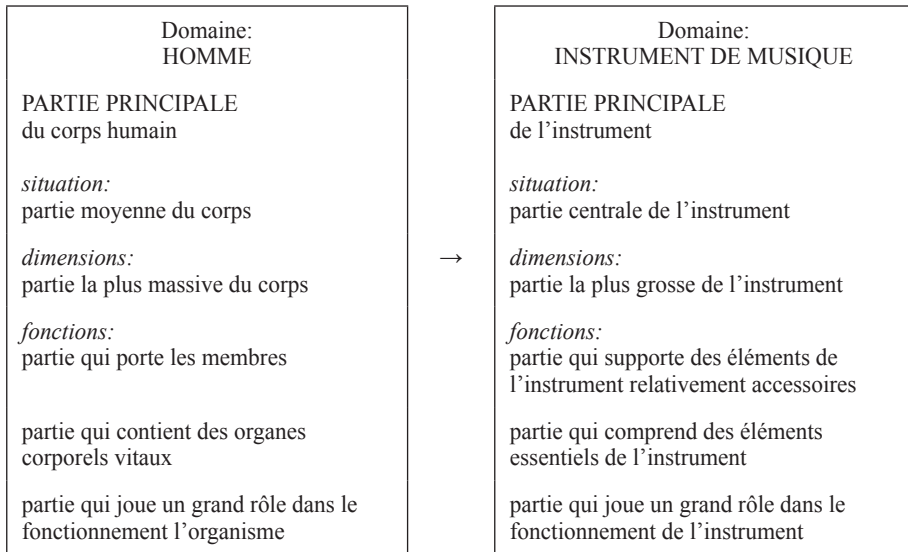 Domaine:
HOMME
PARTIE PRINCIPALE
du corps humain
situation:
partie moyenne du corps
dimensions:
partie la plus massive du corps
fonctions:
partie qui porte les membres
partie qui contient des organes
corporels vitaux
partie qui joue un grand rôle dans le
fonctionnement l’organisme
→
Domaine:
INSTRUMENT DE MUSIQUE
PARTIE PRINCIPALE
de l’instrument
situation:
partie centrale de l’instrument
dimensions:
partie la plus grosse de l’instrument
fonctions:
partie qui supporte des éléments de
l’instrument relativement accessoires
partie qui comprend des éléments
essentiels de l’instrument
partie qui joue un grand rôle dans le
fonctionnement de l’instrument